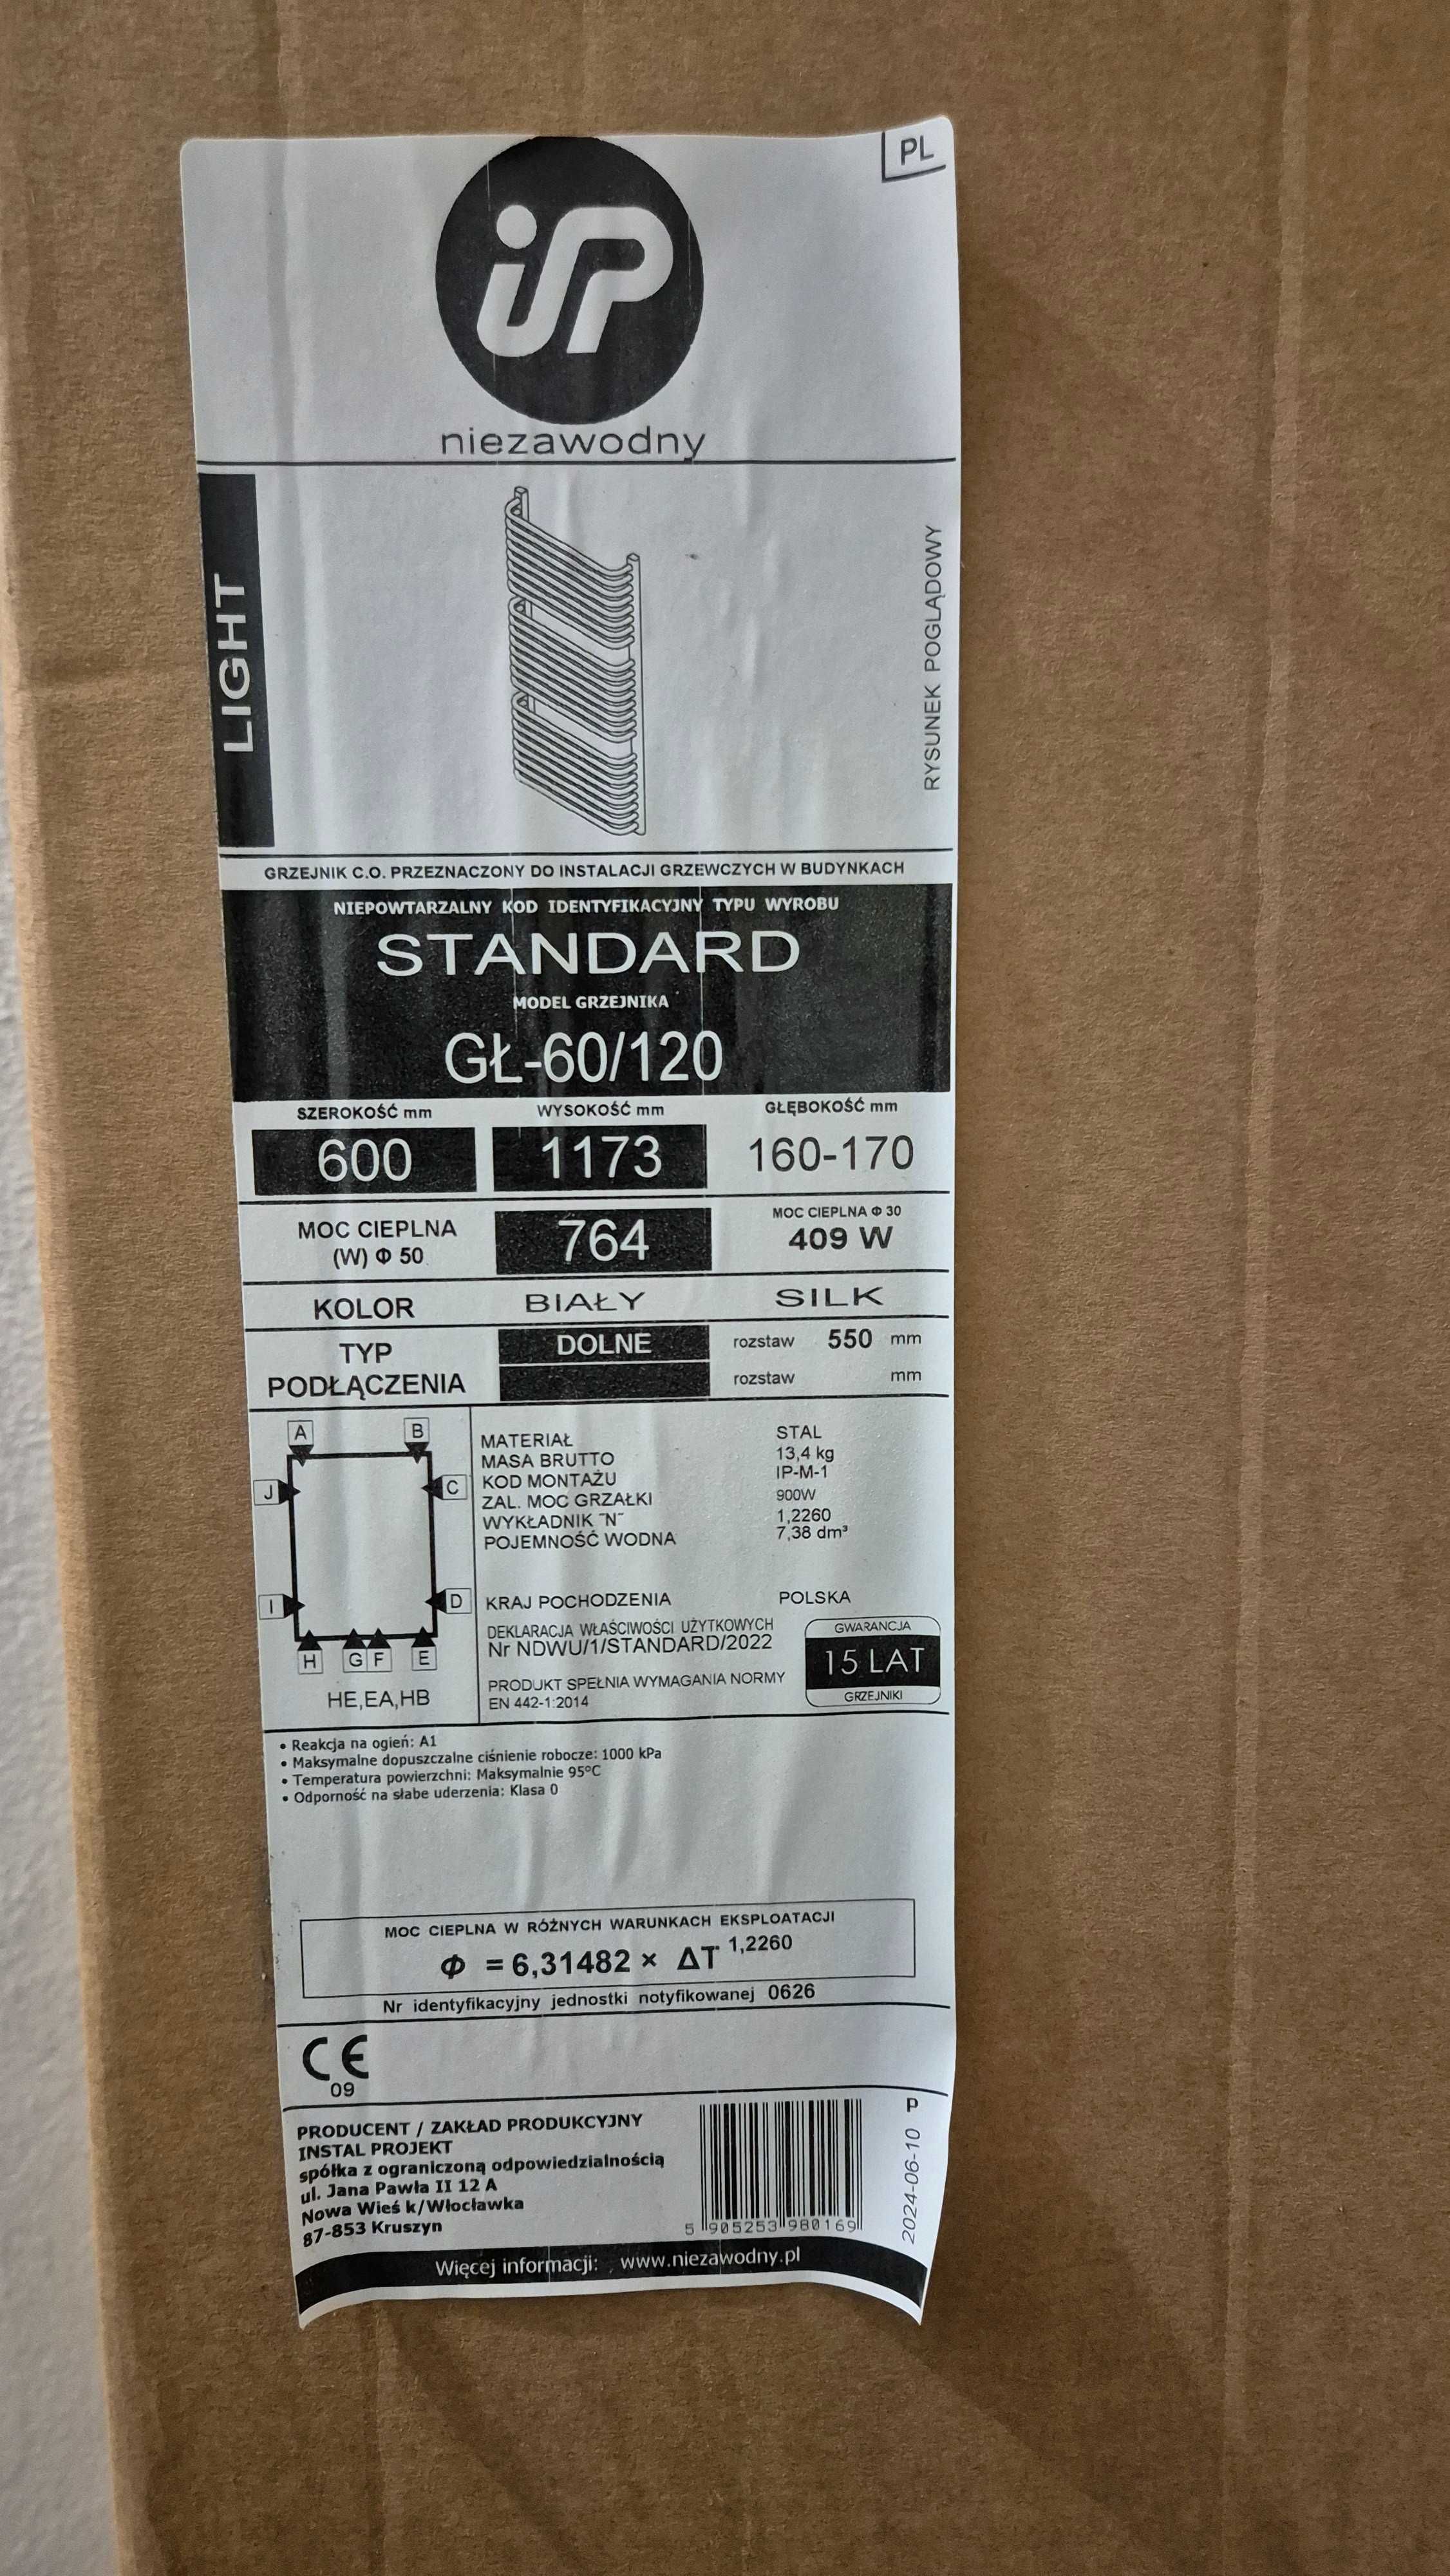 PL
iP
niezawodny
LIGHT
RYSUNEK POGLĄDOWY
GRZEJNIK C.O. PRZEZNACZONY DO INSTALACJI GRZEWCZYCH W BUDYNKACH
NIEPOWTARZALNY KOD IDENTYFIKACYJNY TYPU WYROBU
STANDARD
MODEL GRZEJNIKA
GŁ-60/120
SZEROKOŚĆ mm WYSOKOŚĆ mm GŁĘBOKOŚĆ mm
600 1173 160-170
MOC CIEPLNA (W) Φ 50 764 MOC CIEPLNA Φ 30
409 W
KOLOR BIAŁY SILK
TYP PODŁĄCZENIA DOLNE rozstaw 550 mm
rozstaw mm
A B
J C
I D
H G F E
HE,EA,HB
MATERIAŁ STAL
MASA BRUTTO 13,4 kg
KOD MONTAŻU IP-M-1
ZAL. MOC GRZAŁKI 900W
WYKŁADNIK "N" 1,2260
POJEMNOŚĆ WODNA 7,38 dm³
KRAJ POCHODZENIA POLSKA
DEKLARACJA WŁAŚCIWOŚCI UŻYTKOWYCH
Nr NDWU/1/STANDARD/2022
PRODUKT SPEŁNIA WYMAGANIA NORMY
EN 442-1:2014
GWARANCJA
15 LAT
GRZEJNIKI
• Reakcja na ogień: A1
• Maksymalne dopuszczalne ciśnienie robocze: 1000 kPa
• Temperatura powierzchni: Maksymalnie 95°C
• Odporność na słabe uderzenia: Klasa 0
MOC CIEPLNA W RÓŻNYCH WARUNKACH EKSPLOATACJI
Φ = 6,31482 × ΔT 1,2260
Nr identyfikacyjny jednostki notyfikowanej 0626
CE
09
PRODUCENT / ZAKŁAD PRODUKCYJNY
INSTAL PROJEKT
spółka z ograniczoną odpowiedzialnością
ul. Jana Pawła II 12 A
Nowa Wieś k/Włocławka
87-853 Kruszyn
5 905253 980169
P
2024-06-10
Więcej informacji: www.niezawodny.pl